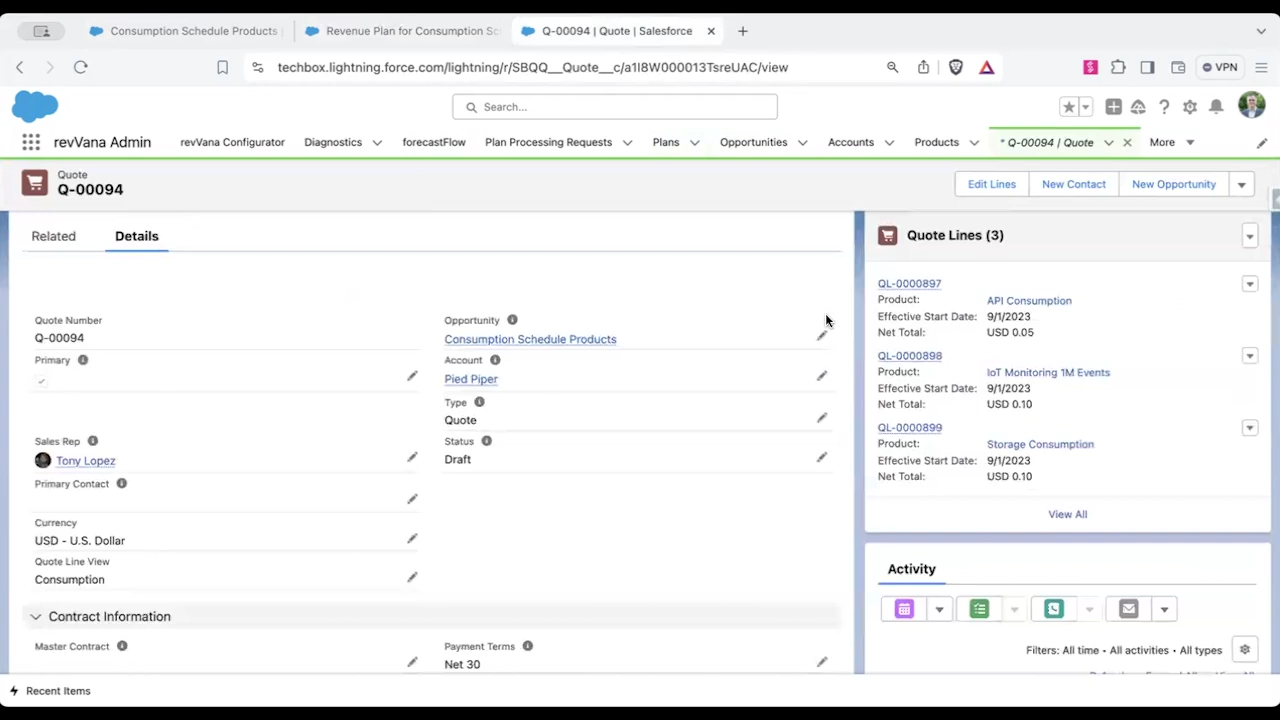 Consumption Schedule Products
Revenue Plan for Consumption Sc
Q-00094 | Quote | Salesforce
techbox.lightning.force.com/lightning/r/SBQQ__Quote__c/a1I8W000013TsreUAC/view
VPN
Search...
revVana Admin
revVana Configurator
Diagnostics
forecastFlow
Plan Processing Requests
Plans
Opportunities
Accounts
Products
* Q-00094 | Quote
More
Quote
Q-00094
Edit Lines
New Contact
New Opportunity
Related
Details
Quote Number
Q-00094
Primary
Sales Rep
Tony Lopez
Primary Contact
Currency
USD - U.S. Dollar
Quote Line View
Consumption
Opportunity
Consumption Schedule Products
Account
Pied Piper
Type
Quote
Status
Draft
Contract Information
Master Contract
Payment Terms
Net 30
Quote Lines (3)
QL-0000897
Product: API Consumption
Effective Start Date: 9/1/2023
Net Total: USD 0.05
QL-0000898
Product: IoT Monitoring 1M Events
Effective Start Date: 9/1/2023
Net Total: USD 0.10
QL-0000899
Product: Storage Consumption
Effective Start Date: 9/1/2023
Net Total: USD 0.10
View All
Activity
Filters: All time • All activities • All types
Recent Items